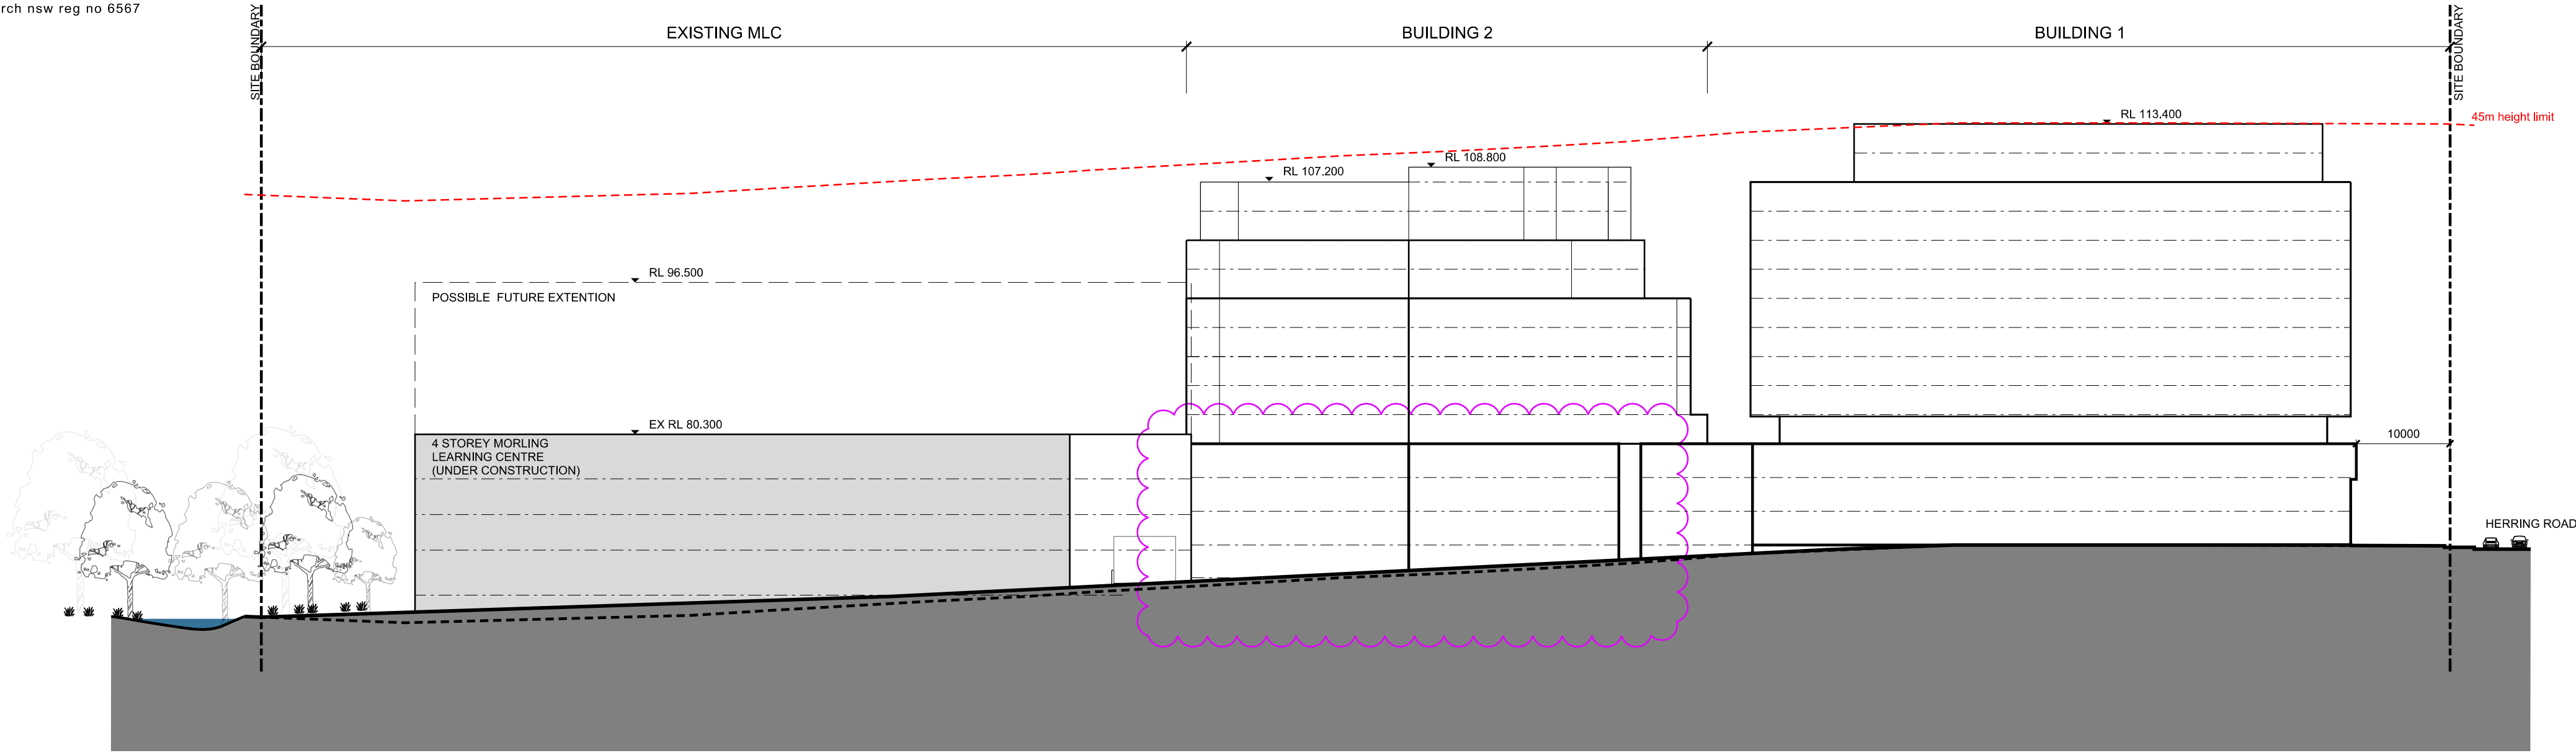 rch nsw reg no 6567
SITE BOUNDARY
EXISTING MLC
BUILDING 2
BUILDING 1
SITE BOUNDARY
RL 113.400
45m height limit
RL 108.800
RL 107.200
RL 96.500
POSSIBLE FUTURE EXTENTION
EX RL 80.300
4 STOREY MORLING
LEARNING CENTRE
(UNDER CONSTRUCTION)
10000
HERRING ROAD